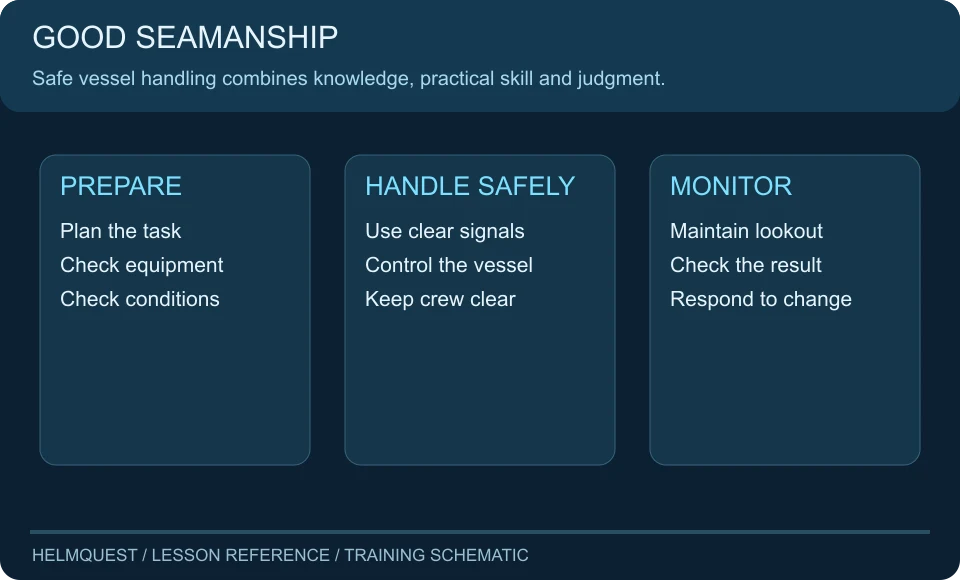 GOOD SEAMANSHIP
Safe vessel handling combines knowledge, practical skill and judgment.
PREPARE
Plan the task
Check equipment
Check conditions
HANDLE SAFELY
Use clear signals
Control the vessel
Keep crew clear
MONITOR
Maintain lookout
Check the result
Respond to change
HELMQUEST / LESSON REFERENCE / TRAINING SCHEMATIC